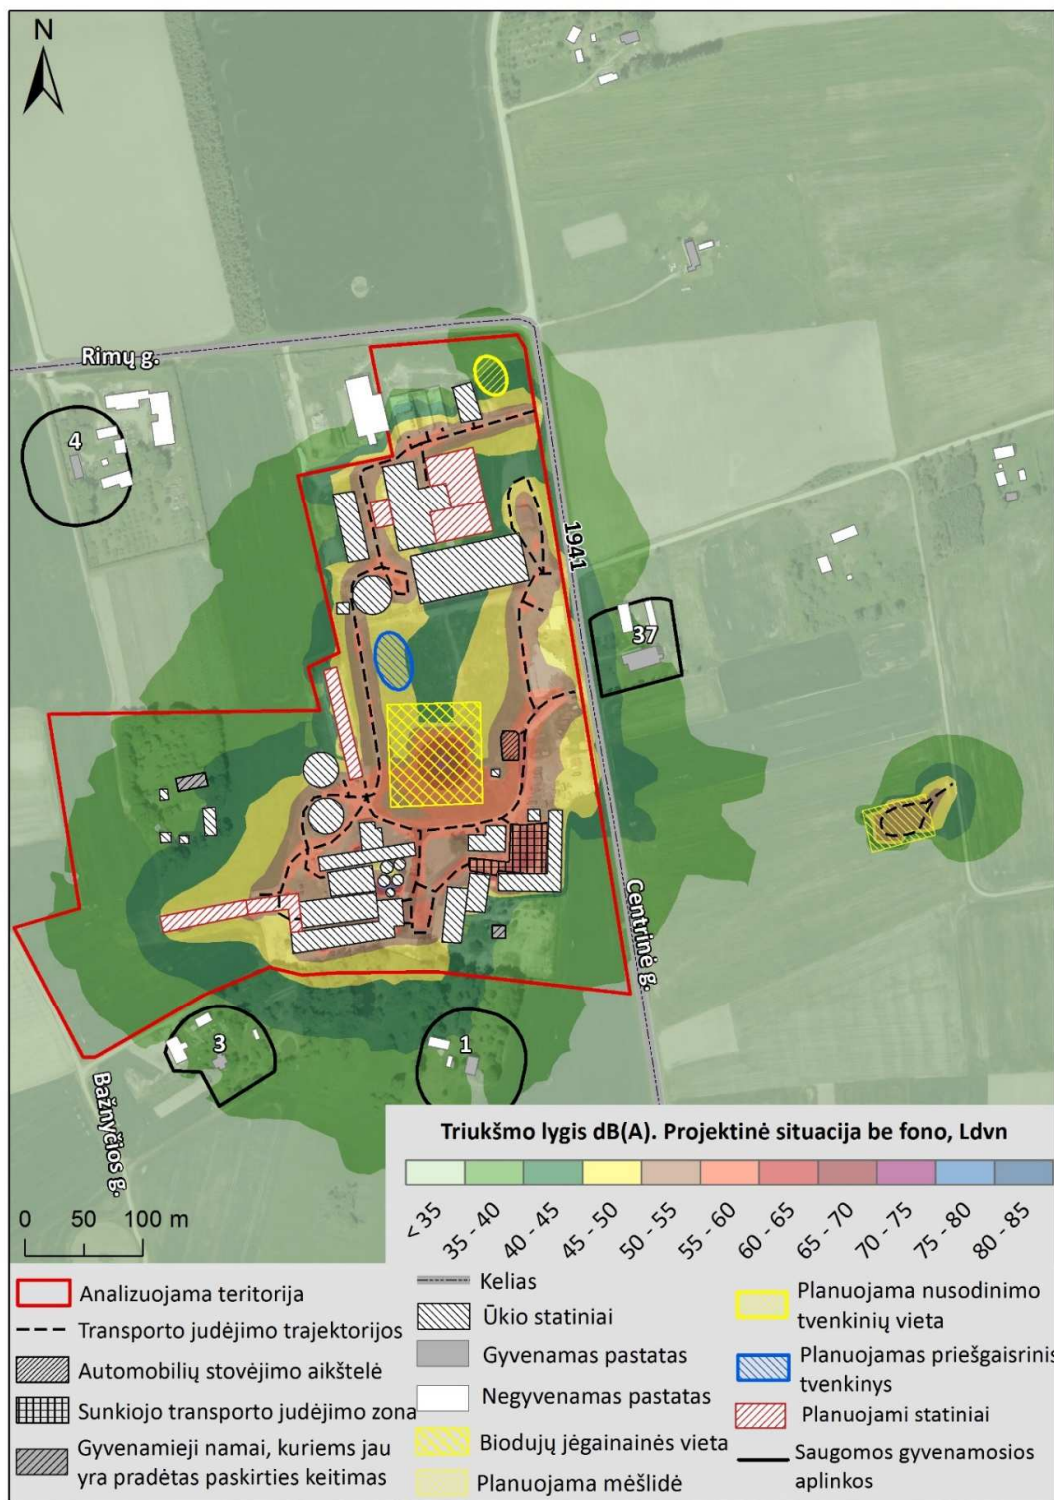 N
Rimų g.
4
1941
37
Centrinė g.
3
1
Bažnyčios g.
0 50 100 m
Triukšmo lygis dB(A). Projektinė situacija be fono, Ldvn
< 35
35 - 40
40 - 45
45 - 50
50 - 55
55 - 60
60 - 65
65 - 70
70 - 75
75 - 80
80 - 85
Analizuojama teritorija
Transporto judėjimo trajektorijos
Automobilių stovėjimo aikštelė
Sunkiojo transporto judėjimo zona
Gyvenamieji namai, kuriems jau
yra pradėtas paskirties keitimas
Kelias
Ūkio statiniai
Gyvenamas pastatas
Negyvenamas pastatas
Biodujų jėgainainės vieta
Planuojama mėšlidė
Planuojama nusodinimo
tvenkinių vieta
Planuojamas priešgaisrinis
tvenkinys
Planuojami statiniai
Saugomos gyvenamosios
aplinkos